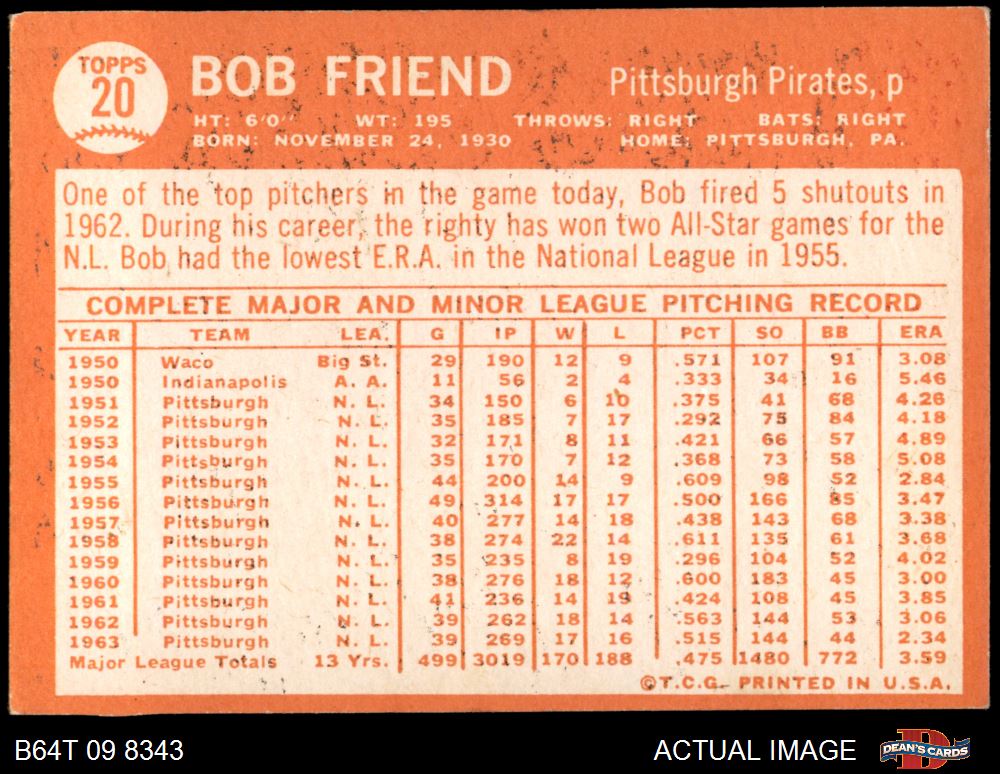 TOPPS
20
BOB FRIEND
Pittsburgh Pirates, p
HT: 6'0" WT: 195 THROWS: RIGHT BATS: RIGHT
BORN: NOVEMBER 24, 1930 HOME: PITTSBURGH, PA.
One of the top pitchers in the game today, Bob fired 5 shutouts in
1962. During his career, the righty has won two All-Star games for the
N.L. Bob had the lowest E.R.A. in the National League in 1955.
COMPLETE MAJOR AND MINOR LEAGUE PITCHING RECORD
YEAR TEAM LEA. G IP W L PCT SO BB ERA
1950 Waco Big St. 29 190 12 9 .571 107 91 3.08
1950 Indianapolis A. A. 11 56 2 4 .333 34 16 5.46
1951 Pittsburgh N. L. 34 150 6 10 .375 41 68 4.26
1952 Pittsburgh N. L. 35 185 7 17 .292 75 84 4.18
1953 Pittsburgh N. L. 32 171 8 11 .421 66 57 4.89
1954 Pittsburgh N. L. 35 170 7 12 .368 73 58 5.08
1955 Pittsburgh N. L. 44 200 14 9 .609 98 52 2.84
1956 Pittsburgh N. L. 49 314 17 17 .500 166 85 3.47
1957 Pittsburgh N. L. 40 277 14 18 .438 143 68 3.38
1958 Pittsburgh N. L. 38 274 22 14 .611 135 61 3.68
1959 Pittsburgh N. L. 35 235 8 19 .296 104 52 4.02
1960 Pittsburgh N. L. 38 276 18 12 .600 183 45 3.00
1961 Pittsburgh N. L. 41 236 14 19 .424 108 45 3.85
1962 Pittsburgh N. L. 39 262 18 14 .563 144 53 3.06
1963 Pittsburgh N. L. 39 269 17 16 .515 144 44 2.34
Major League Totals 13 Yrs. 499 3019 170 188 .475 1480 772 3.59
©T.C.G. PRINTED IN U.S.A.
B64T 09 8343
ACTUAL IMAGE
DEAN'S CARDS